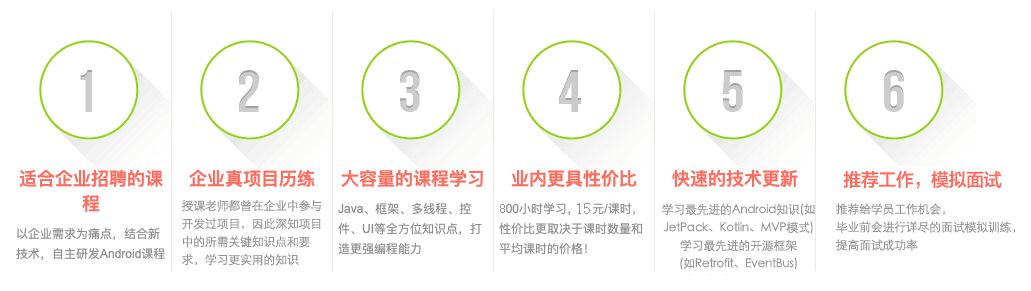 1
适合企业招聘的课
程
以企业需求为痛点，结合新
技术，自主研发Android课程
2
企业真项目历练
授课老师都曾在企业中参与
开发过项目，因此深知项目
中的所需关键知识点和要
求，学习更实用的知识
3
大容量的课程学习
Java、框架、多线程、控
件、UI等全方位知识点，打
造更强编程能力
4
业内更具性价比
800小时学习，15元/课时，
性价比更取决于课时数量和
平均课时的价格！
5
快速的技术更新
学习最先进的Android知识(如
JetPack、Kotlin、MVP模式)
学习最先进的开源框架
(如Retrofit、EventBus)
6
推荐工作，模拟面试
推荐给学员工作机会，
毕业前会进行详尽的面试模拟训练，
提高面试成功率